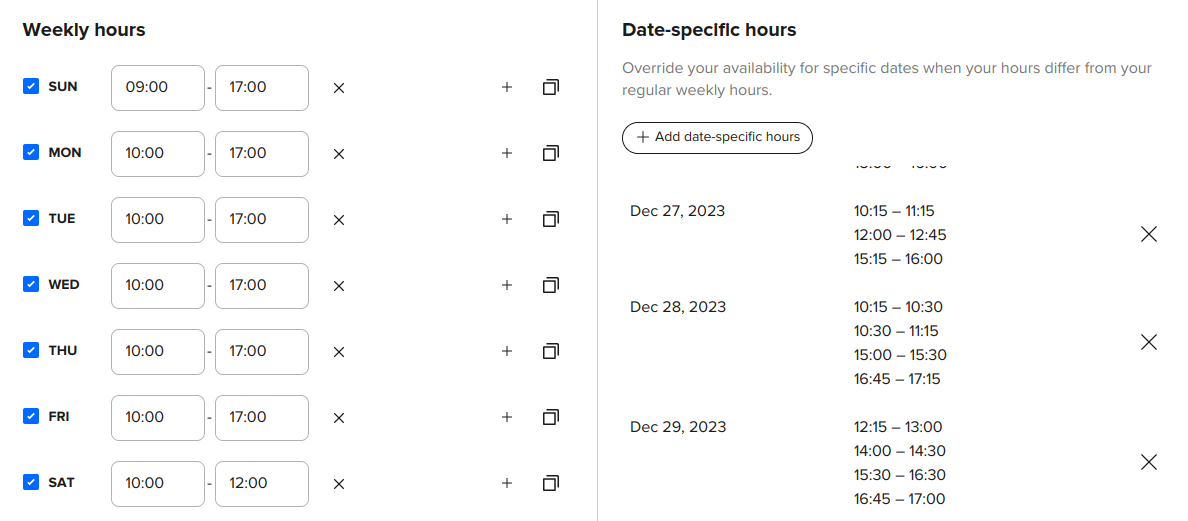 Weekly hours
SUN 09:00 - 17:00
MON 10:00 - 17:00
TUE 10:00 - 17:00
WED 10:00 - 17:00
THU 10:00 - 17:00
FRI 10:00 - 17:00
SAT 10:00 - 12:00
Date-specific hours
Override your availability for specific dates when your hours differ from your
regular weekly hours.
+ Add date-specific hours
Dec 27, 2023 10:15 – 11:15
12:00 – 12:45
15:15 – 16:00
Dec 28, 2023 10:15 – 10:30
10:30 – 11:15
15:00 – 15:30
16:45 – 17:15
Dec 29, 2023 12:15 – 13:00
14:00 – 14:30
15:30 – 16:30
16:45 – 17:00